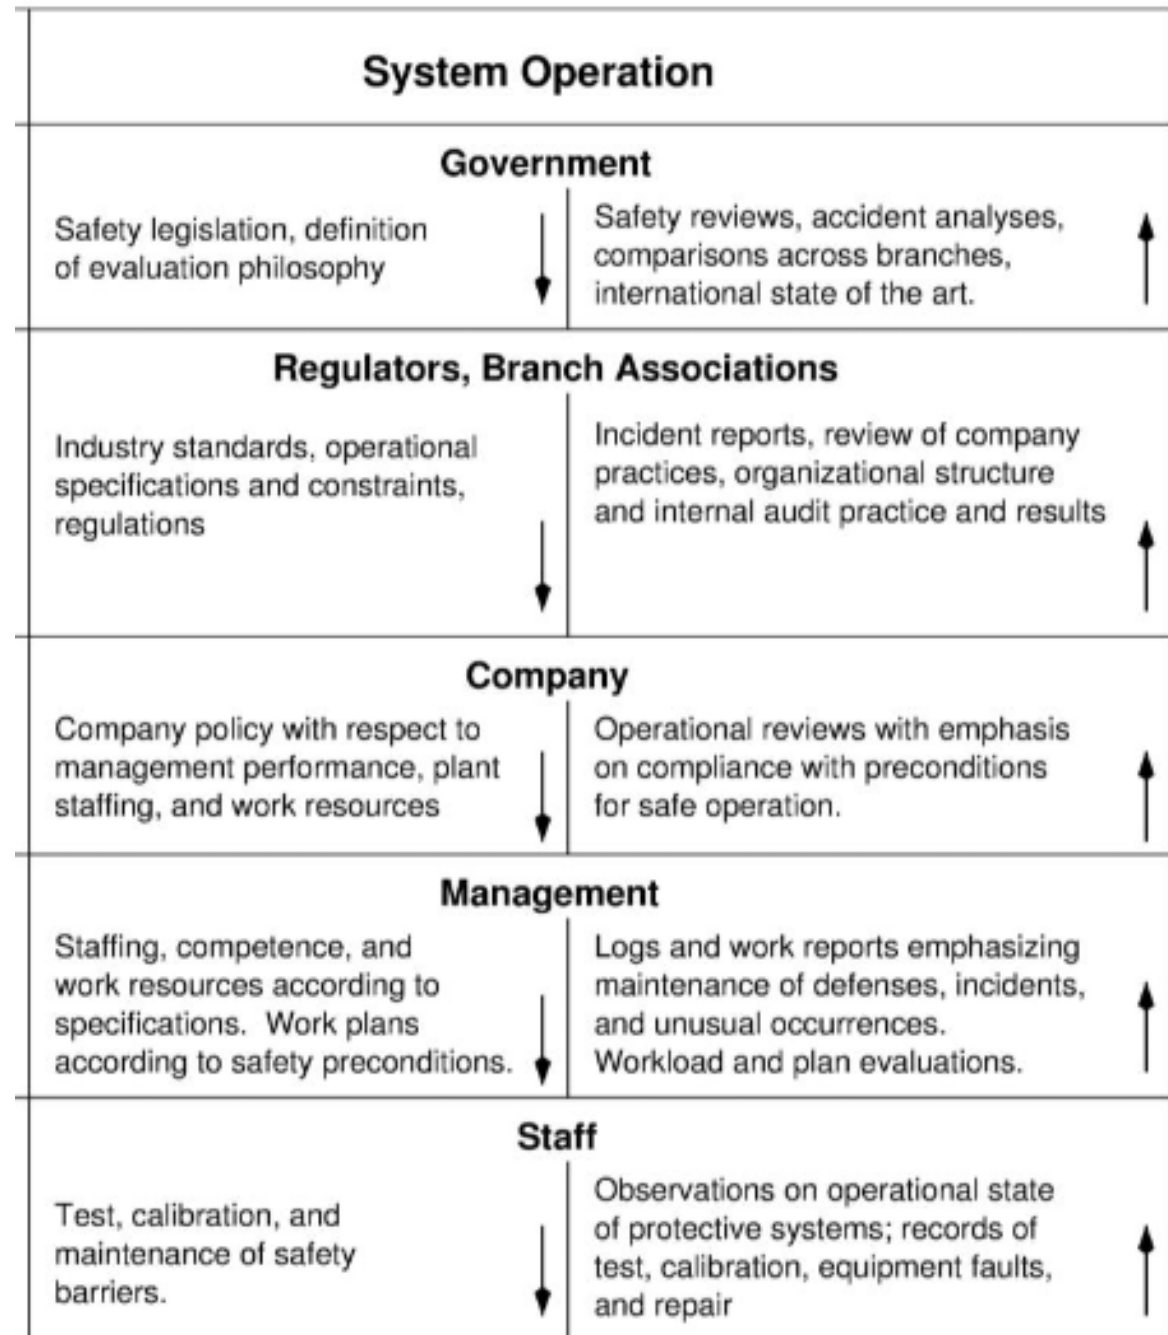 System Operation
Government
Safety legislation, definition
of evaluation philosophy
Safety reviews, accident analyses,
comparisons across branches,
international state of the art.
Regulators, Branch Associations
Industry standards, operational
specifications and constraints,
regulations
Incident reports, review of company
practices, organizational structure
and internal audit practice and results
Company
Company policy with respect to
management performance, plant
staffing, and work resources
Operational reviews with emphasis
on compliance with preconditions
for safe operation.
Management
Staffing, competence, and
work resources according to
specifications. Work plans
according to safety preconditions.
Logs and work reports emphasizing
maintenance of defenses, incidents,
and unusual occurrences.
Workload and plan evaluations.
Staff
Test, calibration, and
maintenance of safety
barriers.
Observations on operational state
of protective systems; records of
test, calibration, equipment faults,
and repair